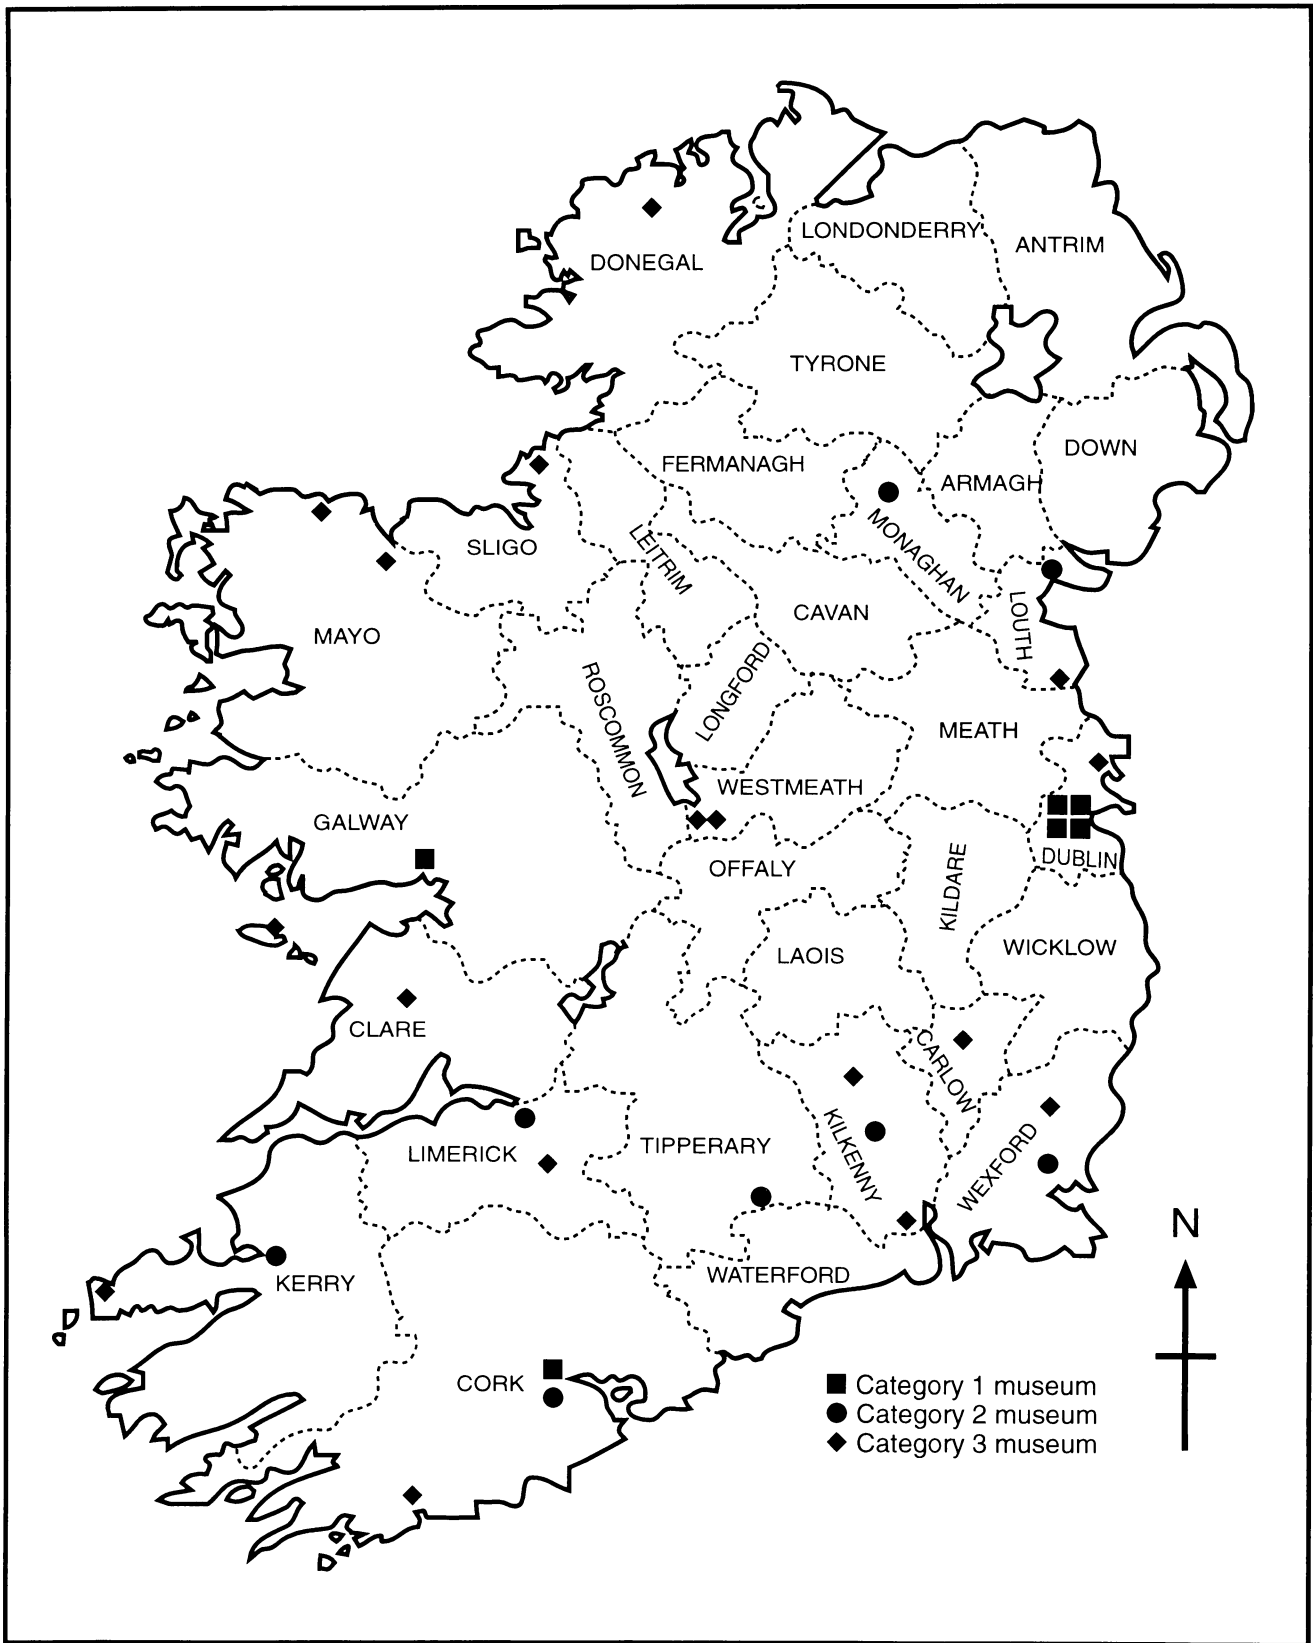 LONDONDERRY
ANTRIM
DONEGAL
TYRONE
DOWN
FERMANAGH
ARMAGH
SLIGO
LEITRIM
MONAGHAN
CAVAN
LOUTH
MAYO
ROSCOMMON
LONGFORD
MEATH
WESTMEATH
GALWAY
DUBLIN
OFFALY
KILDARE
LAOIS
WICKLOW
CLARE
CARLOW
LIMERICK
TIPPERARY
KILKENNY
WEXFORD
N
KERRY
WATERFORD
CORK
Category 1 museum
Category 2 museum
Category 3 museum